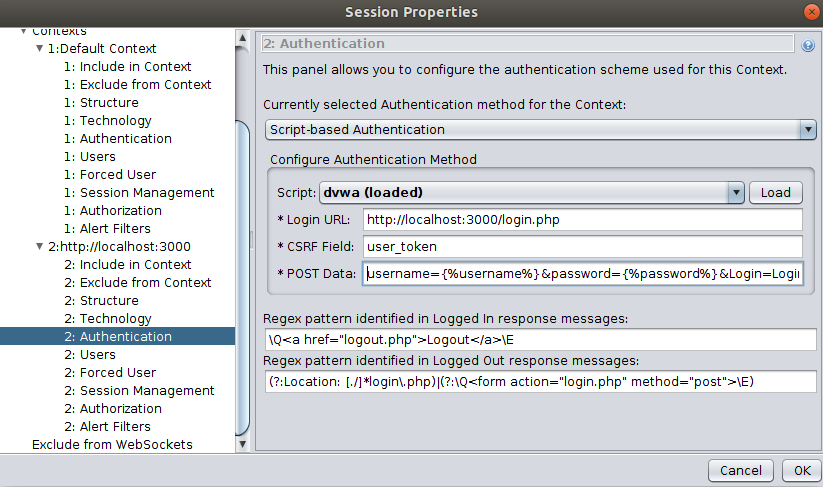 Session Properties
Contexts
1:Default Context
1: Include in Context
1: Exclude from Context
1: Structure
1: Technology
1: Authentication
1: Users
1: Forced User
1: Session Management
1: Authorization
1: Alert Filters
2:http://localhost:3000
2: Include in Context
2: Exclude from Context
2: Structure
2: Technology
2: Authentication
2: Users
2: Forced User
2: Session Management
2: Authorization
2: Alert Filters
Exclude from WebSockets
2: Authentication
This panel allows you to configure the authentication scheme used for this Context.
Currently selected Authentication method for the Context:
Script-based Authentication
Configure Authentication Method
Script: dvwa (loaded) Load
* Login URL: http://localhost:3000/login.php
* CSRF Field: user_token
* POST Data: username={%username%}&password={%password%}&Login=Login
Regex pattern identified in Logged In response messages:
\Q<a href="logout.php">Logout</a>\E
Regex pattern identified in Logged Out response messages:
(?:Location: [./]*login\.php)|(?:\Q<form action="login.php" method="post">\E)
Cancel OK